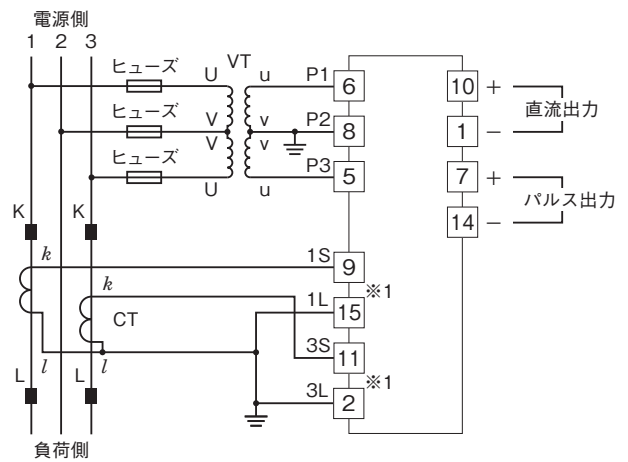 電源側
1 2 3
ヒューズ U VT u P1 6 10 +
直流出力
ヒューズ V v P2 8 1 −
ヒューズ V v
U u P3 5 7 +
パルス出力
14 −
K K
k 1S 9
※1
k 1L 15
CT 3S 11
※1
L l L l 3L 2
負荷側